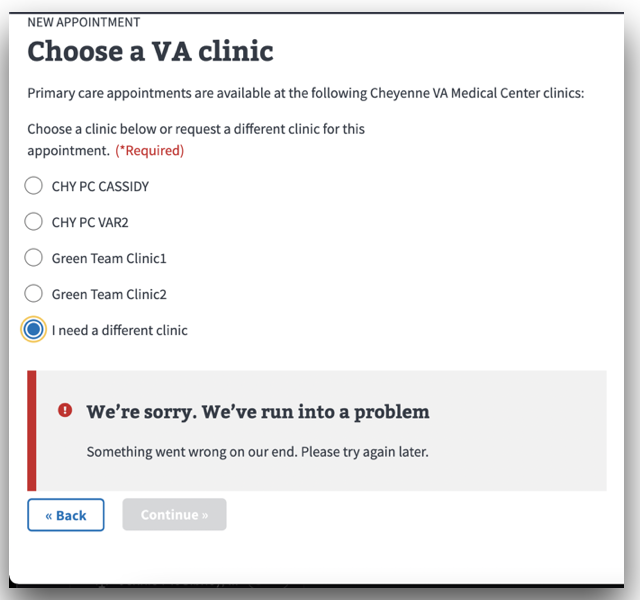 NEW APPOINTMENT
Choose a VA clinic
Primary care appointments are available at the following Cheyenne VA Medical Center clinics:
Choose a clinic below or request a different clinic for this
appointment. (*Required)
CHY PC CASSIDY
CHY PC VAR2
Green Team Clinic1
Green Team Clinic2
I need a different clinic
We’re sorry. We’ve run into a problem
Something went wrong on our end. Please try again later.
« Back
Continue »